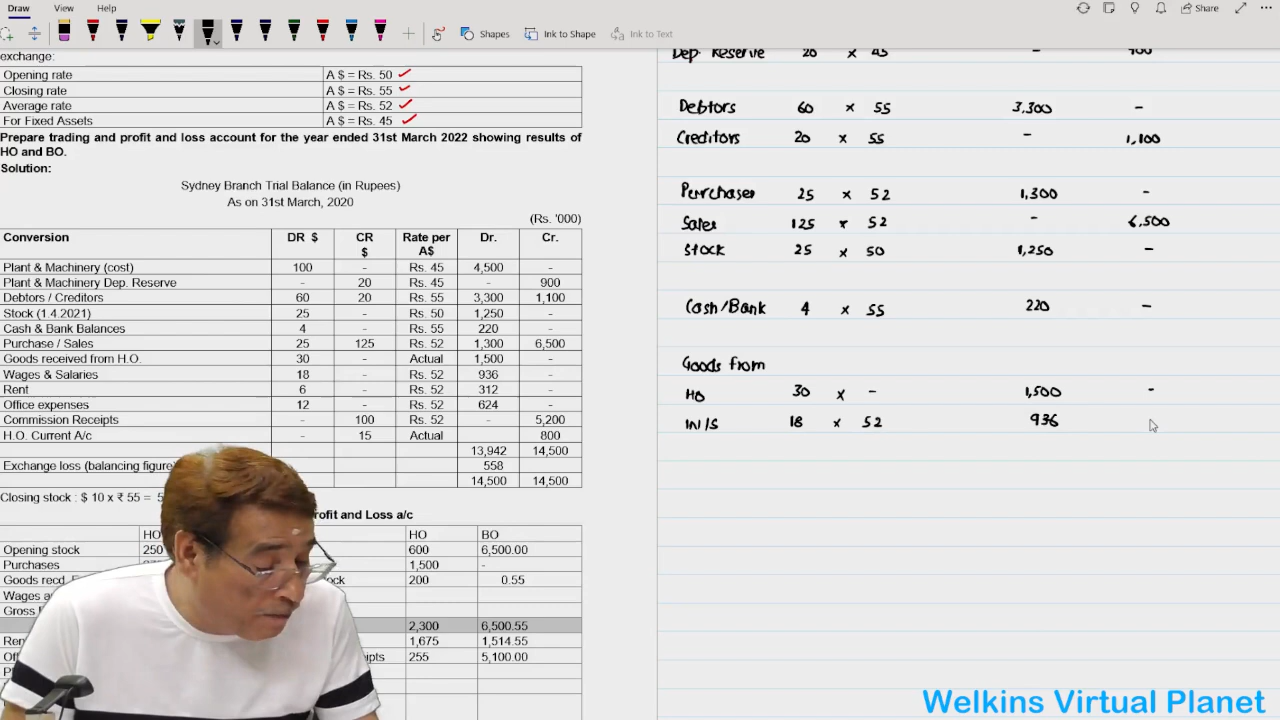 Draw View Help
Shapes Ink to Shape Ink to Text Share
exchange:
Opening rate A $ = Rs. 50
Closing rate A $ = Rs. 55
Average rate A $ = Rs. 52
For Fixed Assets A $ = Rs. 45
Prepare trading and profit and loss account for the year ended 31st March 2022 showing results of
HO and BO.
Solution:
Sydney Branch Trial Balance (in Rupees)
As on 31st March, 2020
(Rs. '000)
Conversion DR $ CR $ Rate per A$ Dr. Cr.
Plant & Machinery (cost) 100 - Rs. 45 4,500 -
Plant & Machinery Dep. Reserve - 20 Rs. 45 - 900
Debtors / Creditors 60 20 Rs. 55 3,300 1,100
Stock (1.4.2021) 25 - Rs. 50 1,250 -
Cash & Bank Balances 4 - Rs. 55 220 -
Purchase / Sales 25 125 Rs. 52 1,300 6,500
Goods received from H.O. 30 - Actual 1,500 -
Wages & Salaries 18 - Rs. 52 936 -
Rent 6 - Rs. 52 312 -
Office expenses 12 - Rs. 52 624 -
Commission Receipts - 100 Rs. 52 - 5,200
H.O. Current A/c - 15 Actual 800
13,942 14,500
Exchange loss (balancing figure) 558
14,500 14,500
Closing stock : $ 10 x ₹ 55 = 5
rofit and Loss a/c
HO HO BO
Opening stock 250 600 6,500.00
Purchases 1,500 -
Goods recd. ock 200 0.55
Wages a
Gross
2,300 6,500.55
Ren 1,675 1,514.55
Of ipts 255 5,100.00
Dep. Reserve 20 x 45 - 900
Debtors 60 x 55 3,300 -
Creditors 20 x 55 - 1,100
Purchases 25 x 52 1,300 -
Sales 125 x 52 - 6,500
Stock 25 x 50 1,250 -
Cash/Bank 4 x 55 220 -
Goods from
HO 30 x - 1,500 -
W/S 18 x 52 936
Welkins Virtual Planet